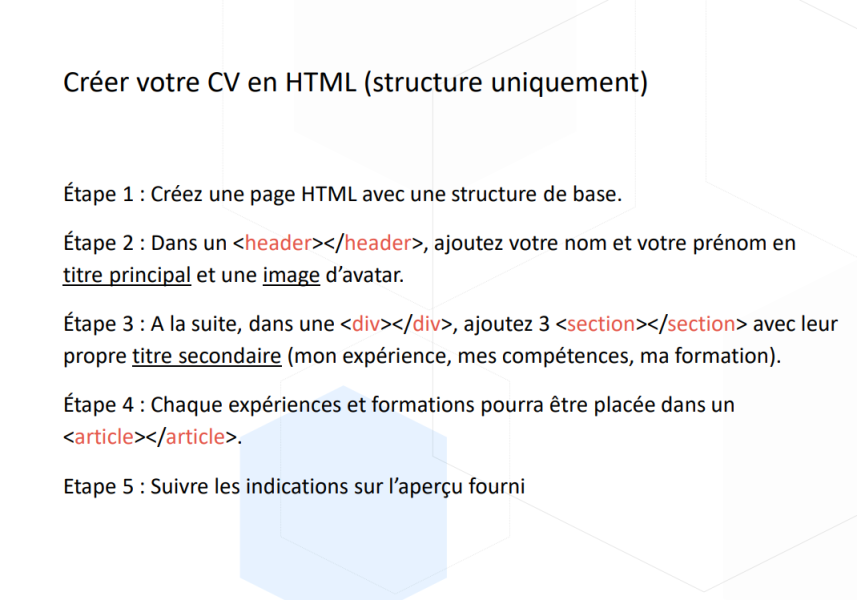 Créer votre CV en HTML (structure uniquement)
Étape 1 : Créez une page HTML avec une structure de base.
Étape 2 : Dans un <header></header>, ajoutez votre nom et votre prénom en
titre principal et une image d’avatar.
Étape 3 : A la suite, dans une <div></div>, ajoutez 3 <section></section> avec leur
propre titre secondaire (mon expérience, mes compétences, ma formation).
Étape 4 : Chaque expériences et formations pourra être placée dans un
<article></article>.
Etape 5 : Suivre les indications sur l’aperçu fourni